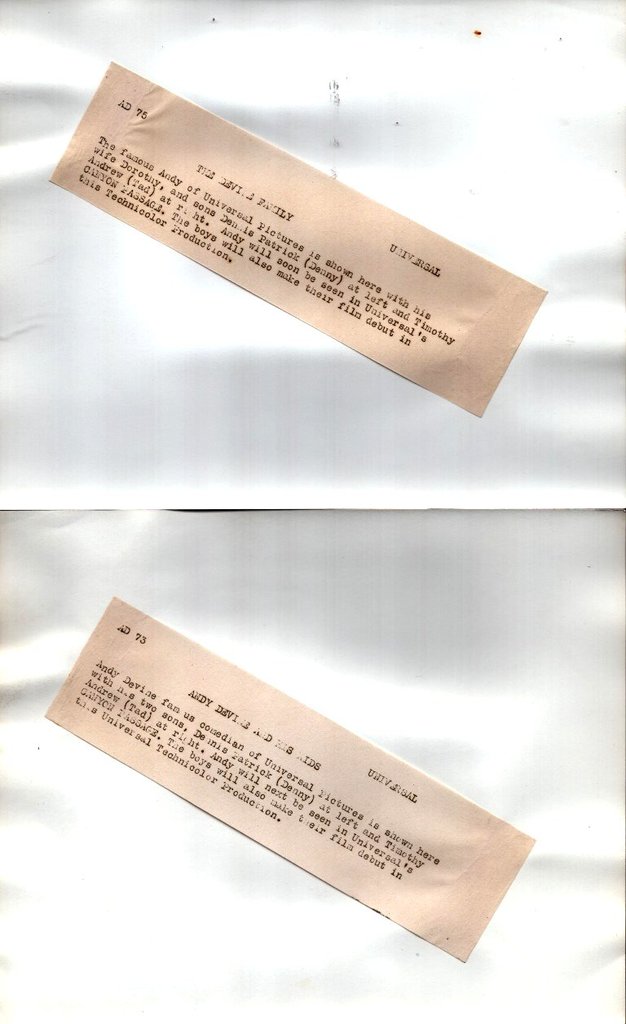 AD 75
THE DEVINE FAMILY UNIVERSAL
The famous Andy of Universal Pictures is shown here with his
wife Dorothy, and sons Dennis Patrick (Denny) at left and Timothy
Andrew (Tad) at right. Andy will soon be seen in Universal's
CANYON PASSAGE. The boys will also make their film debut in
this Technicolor Production.
AD 73
ANDY DEVINE AND HIS KIDS UNIVERSAL
Andy Devine famous comedian of Universal Pictures is shown here
with his two sons, Dennis Patrick (Denny) at left and Timothy
Andrew (Tad) at right. Andy will next be seen in Universal's
CANYON PASSAGE. The boys will also make their film debut in
this Universal Technicolor Production.